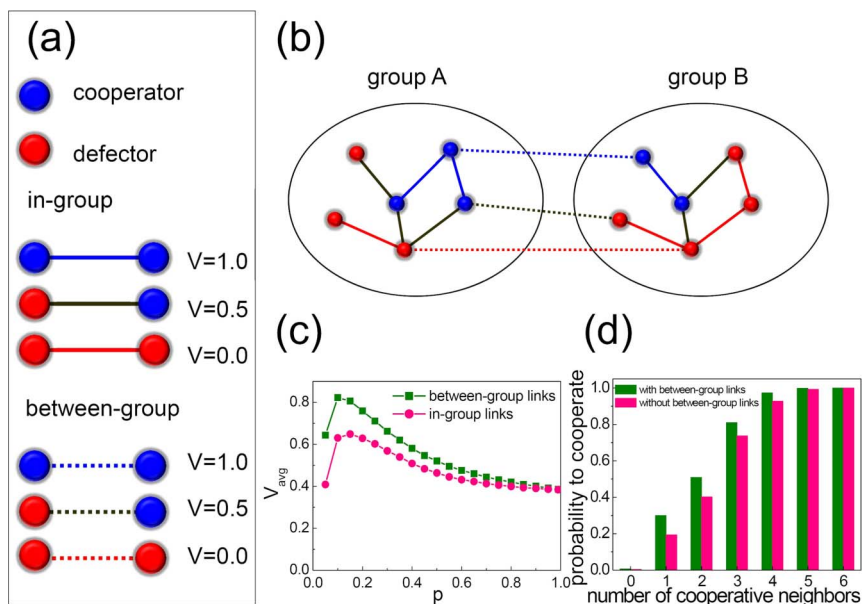 (a)
cooperator
defector
in-group
V=1.0
V=0.5
V=0.0
between-group
V=1.0
V=0.5
V=0.0
(b)
group A
group B
(c)
between-group links
in-group links
0.8
0.6
0.4
0.2
0.0
V avg
0.0 0.2 0.4 0.6 0.8 1.0
p
(d)
with between-group links
without between-group links
1.0
0.8
0.6
0.4
0.2
0.0
probability to cooperate
0 1 2 3 4 5 6
number of cooperative neighbors